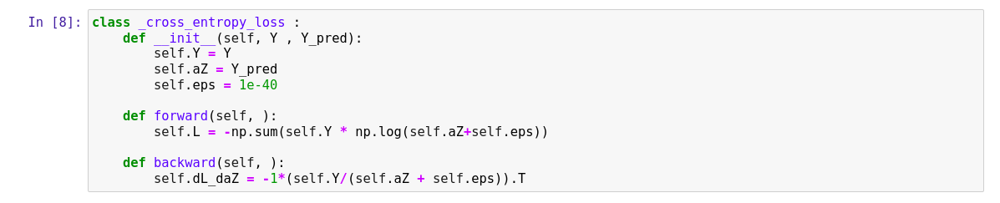 In [8]: class _cross_entropy_loss :
    def __init__(self, Y , Y_pred):
        self.Y = Y
        self.aZ = Y_pred
        self.eps = 1e-40

    def forward(self, ):
        self.L = -np.sum(self.Y * np.log(self.aZ+self.eps))

    def backward(self, ):
        self.dL_daZ = -1*(self.Y/(self.aZ + self.eps)).T